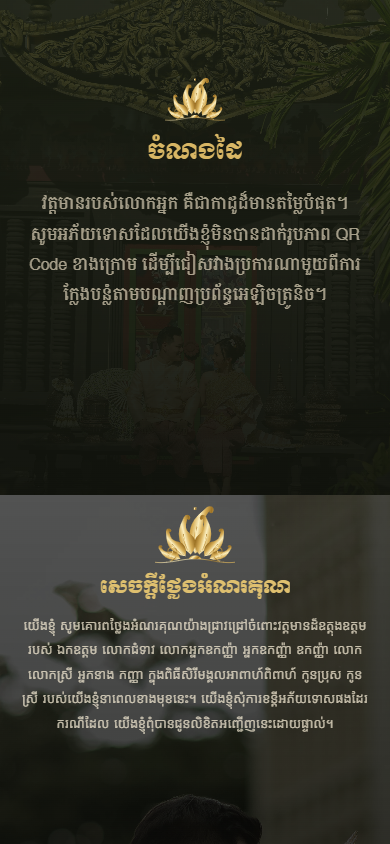 ចំណងដៃ
វត្តមានរបស់លោកអ្នក គឺជាកាដូដ៏មានតម្លៃបំផុត។
សូមអភ័យទោសដែលយើងខ្ញុំមិនបានដាក់រូបភាព QR
Code ខាងក្រោម ដើម្បីជៀសវាងប្រការណាមួយពីការ
ក្លែងបន្លំតាមបណ្តាញប្រព័ន្ធអេឡិចត្រូនិច។
សេចក្តីថ្លែងអំណរគុណ
យើងខ្ញុំ សូមគោរពថ្លែងអំណរគុណយ៉ាងជ្រាលជ្រៅចំពោះវត្តមានដ៏ឧត្តុង្គឧត្តម
របស់ ឯកឧត្តម លោកជំទាវ លោកអ្នកឧកញ៉ា អ្នកឧកញ៉ា ឧកញ៉ា លោក
លោកស្រី អ្នកនាង កញ្ញា ក្នុងពិធីសិរីមង្គលអាពាហ៍ពិពាហ៍ កូនប្រុស កូន
ស្រី របស់យើងខ្ញុំនាពេលខាងមុខនេះ។ យើងខ្ញុំសុំការខន្តីអភ័យទោសផងដែរ
ករណីដែល យើងខ្ញុំពុំបានជូនលិខិតអញ្ជើញនេះដោយផ្ទាល់។